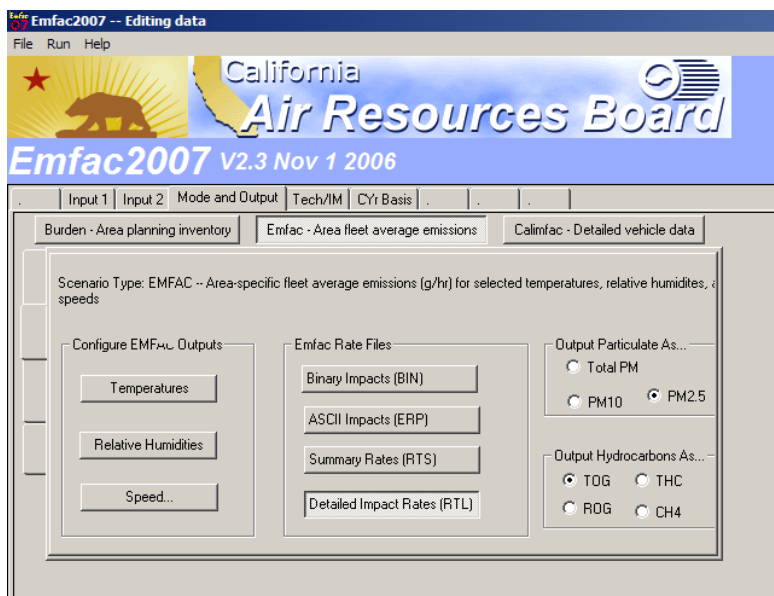 Emfac2007 -- Editing data
File Run Help
California
Air Resources Board
Emfac2007 V2.3 Nov 1 2006
. Input 1 Input 2 Mode and Output Tech/IM CYr Basis . . .
Burden - Area planning inventory Emfac - Area fleet average emissions Calimfac - Detailed vehicle data
Scenario Type: EMFAC -- Area-specific fleet average emissions (g/hr) for selected temperatures, relative humidites,
speeds
Configure EMFAC Outputs Emfac Rate Files Output Particulate As...
Temperatures Binary Impacts (BIN) Total PM
ASCII Impacts (ERP) PM10 PM2.5
Relative Humidities Summary Rates (RTS) Output Hydrocarbons As...
Speed... Detailed Impact Rates (RTL) TOG THC
ROG CH4